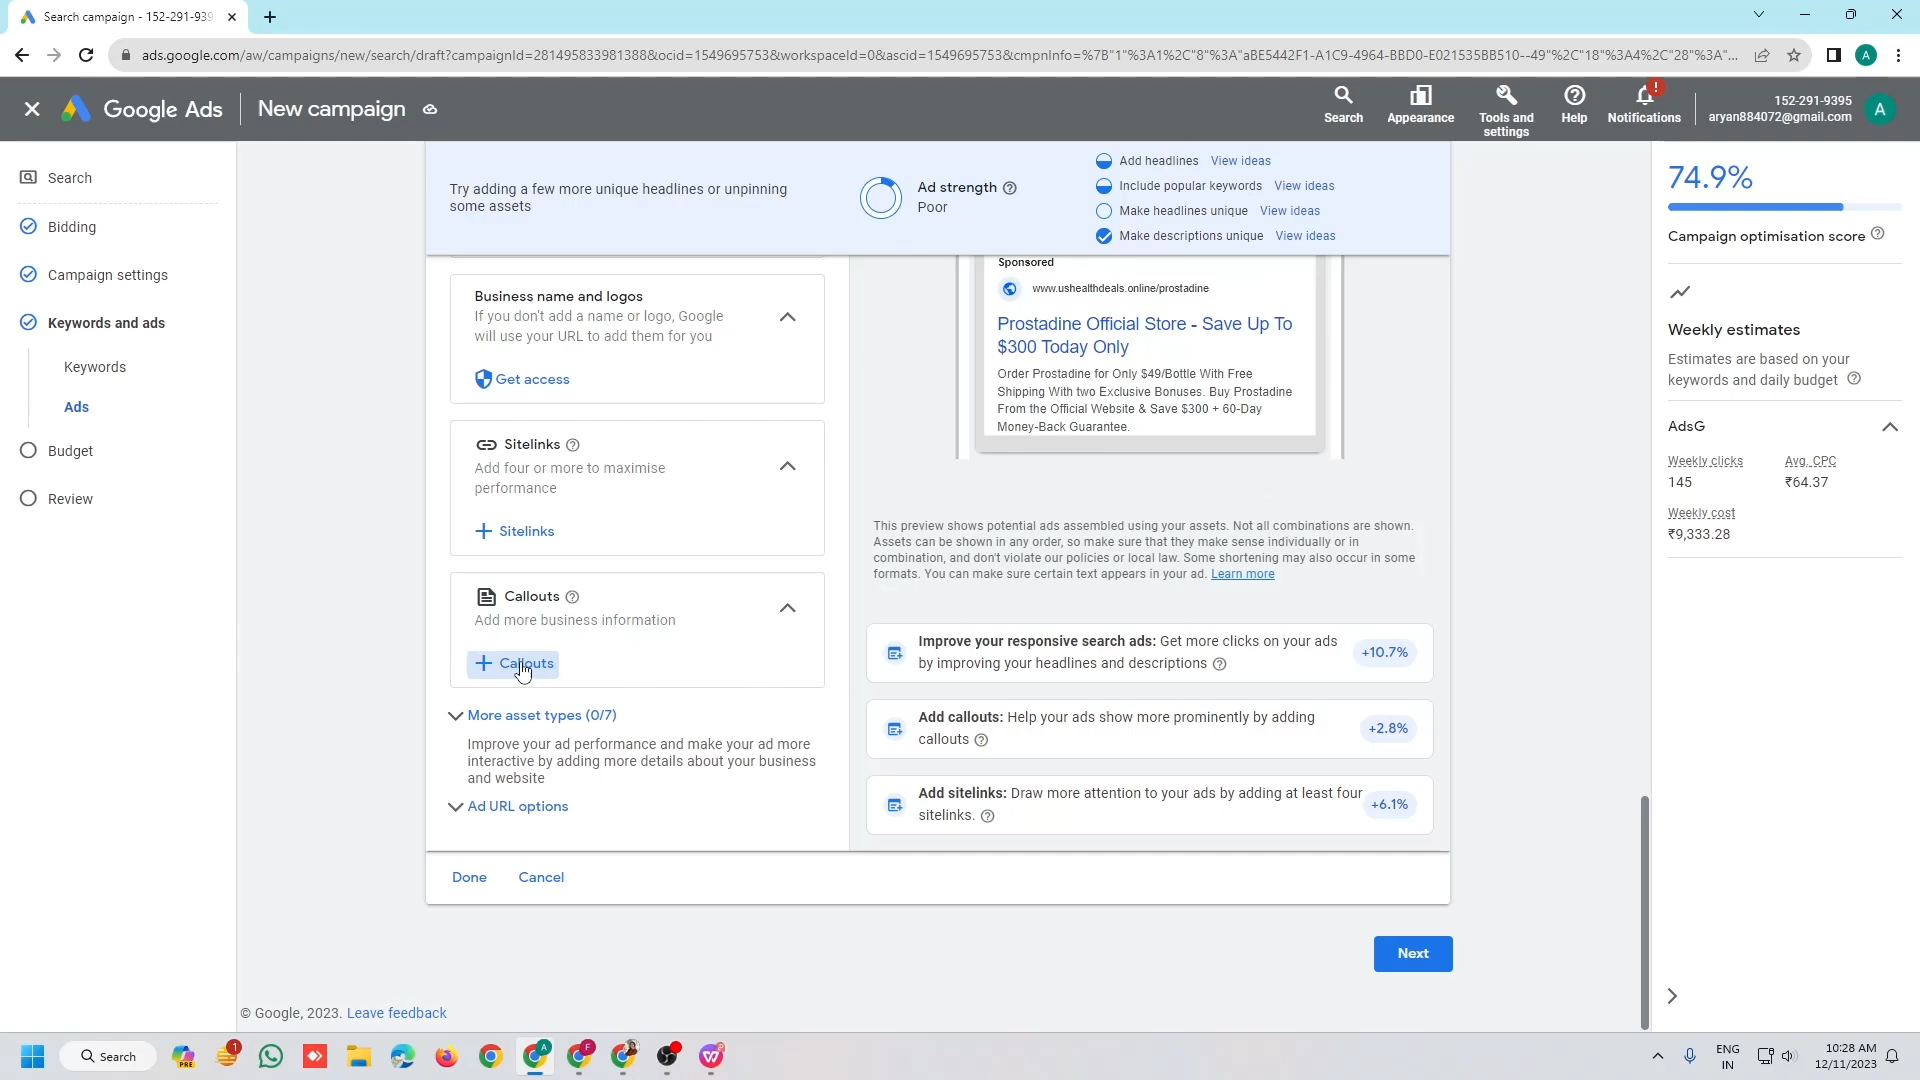 Search campaign - 152-291-939
ads.google.com/aw/campaigns/new/search/draft?campaignId=281495833981388&ocid=1549695753&workspaceId=0&ascid=1549695753&cmpnInfo=%7B"1"%3A1%2C"8"%3A"aBE5442F1-A1C9-4964-BBD0-E021535BB510--49"%2C"18"%3A4%2C"28"%3A"...
A
Google Ads
New campaign
Search
Appearance
Tools and
settings
Help
!
Notifications
152-291-9395
aryan884072@gmail.com
A
Search
Bidding
Campaign settings
Keywords and ads
Keywords
Ads
Budget
Review
Try adding a few more unique headlines or unpinning
some assets
Ad strength
Poor
Add headlines View ideas
Include popular keywords View ideas
Make headlines unique View ideas
Make descriptions unique View ideas
Business name and logos
If you don't add a name or logo, Google
will use your URL to add them for you
Get access
Sitelinks
Add four or more to maximise
performance
Sitelinks
Callouts
Add more business information
Callouts
More asset types (0/7)
Improve your ad performance and make your ad more
interactive by adding more details about your business
and website
Ad URL options
Done Cancel
Sponsored
www.ushealthdeals.online/prostadine
Prostadine Official Store - Save Up To
$300 Today Only
Order Prostadine for Only $49/Bottle With Free
Shipping With two Exclusive Bonuses. Buy Prostadine
From the Official Website & Save $300 + 60-Day
Money-Back Guarantee.
This preview shows potential ads assembled using your assets. Not all combinations are shown.
Assets can be shown in any order, so make sure that they make sense individually or in
combination, and don't violate our policies or local law. Some shortening may also occur in some
formats. You can make sure certain text appears in your ad. Learn more
Improve your responsive search ads: Get more clicks on your ads
by improving your headlines and descriptions
+10.7%
Add callouts: Help your ads show more prominently by adding
callouts
+2.8%
Add sitelinks: Draw more attention to your ads by adding at least four
sitelinks.
+6.1%
Next
74.9%
Campaign optimisation score
Weekly estimates
Estimates are based on your
keywords and daily budget
AdsG
Weekly clicks Avg. CPC
145 ₹64.37
Weekly cost
₹9,333.28
© Google, 2023. Leave feedback
Search
PRE
1
A
F
ENG
IN
10:28 AM
12/11/2023